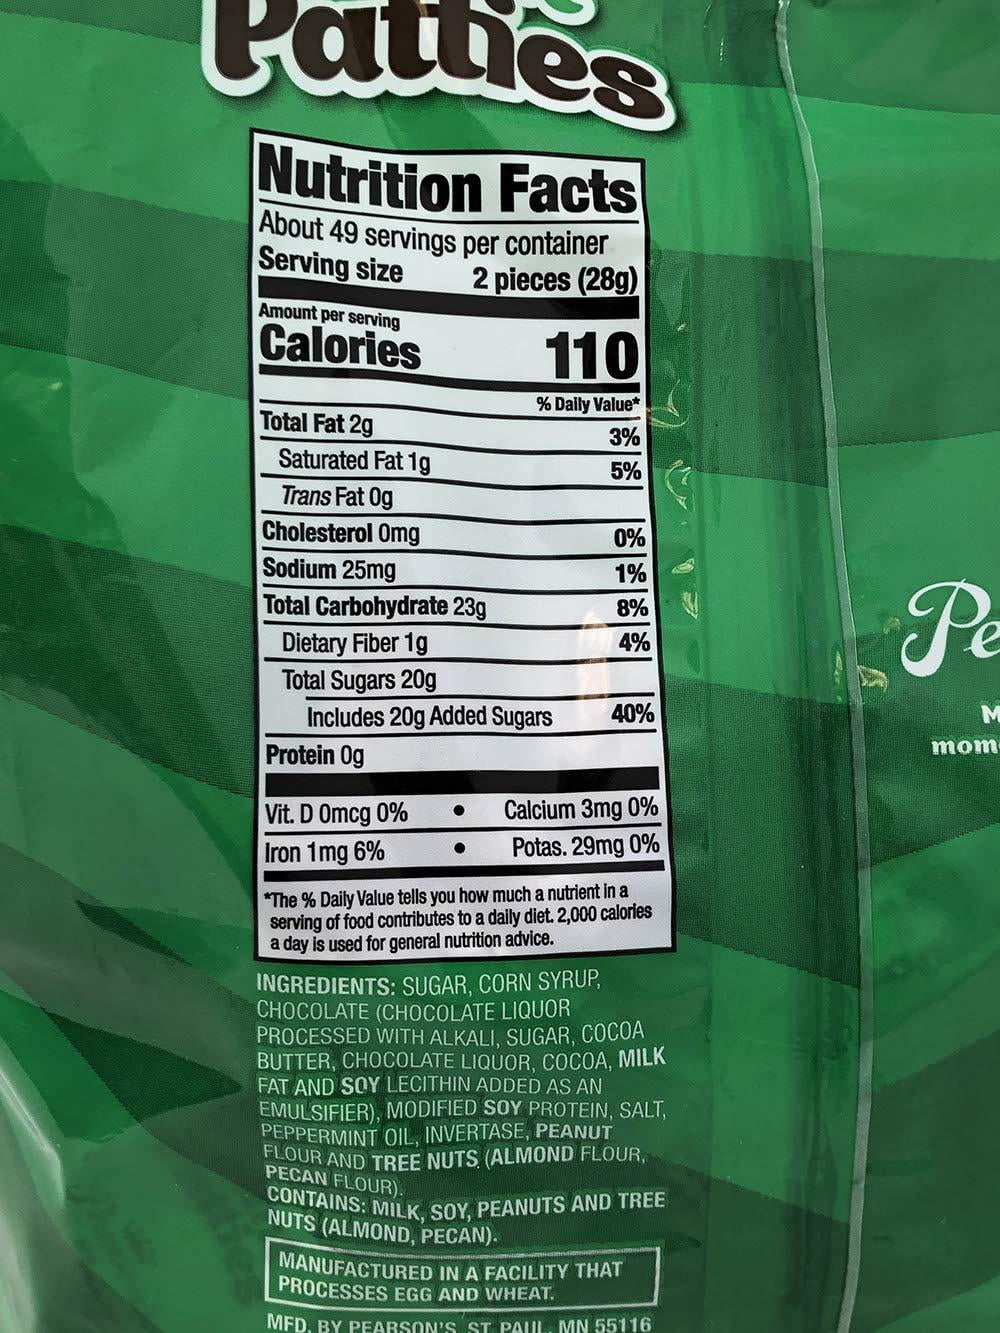 Patties
Nutrition Facts
About 49 servings per container
Serving size 2 pieces (28g)
Amount per serving
Calories 110
% Daily Value*
Total Fat 2g 3%
Saturated Fat 1g 5%
Trans Fat 0g
Cholesterol 0mg 0%
Sodium 25mg 1%
Total Carbohydrate 23g 8%
Dietary Fiber 1g 4%
Total Sugars 20g
Includes 20g Added Sugars 40%
Protein 0g
Vit. D 0mcg 0% • Calcium 3mg 0%
Iron 1mg 6% • Potas. 29mg 0%
*The % Daily Value tells you how much a nutrient in a
serving of food contributes to a daily diet. 2,000 calories
a day is used for general nutrition advice.
INGREDIENTS: SUGAR, CORN SYRUP,
CHOCOLATE (CHOCOLATE LIQUOR
PROCESSED WITH ALKALI, SUGAR, COCOA
BUTTER, CHOCOLATE LIQUOR, COCOA, MILK
FAT AND SOY LECITHIN ADDED AS AN
EMULSIFIER), MODIFIED SOY PROTEIN, SALT,
PEPPERMINT OIL, INVERTASE, PEANUT
FLOUR AND TREE NUTS (ALMOND FLOUR,
PECAN FLOUR).
CONTAINS: MILK, SOY, PEANUTS AND TREE
NUTS (ALMOND, PECAN).
MANUFACTURED IN A FACILITY THAT
PROCESSES EGG AND WHEAT.
MFD. BY PEARSON'S, ST. PAUL, MN 55116
Pe
M
mom